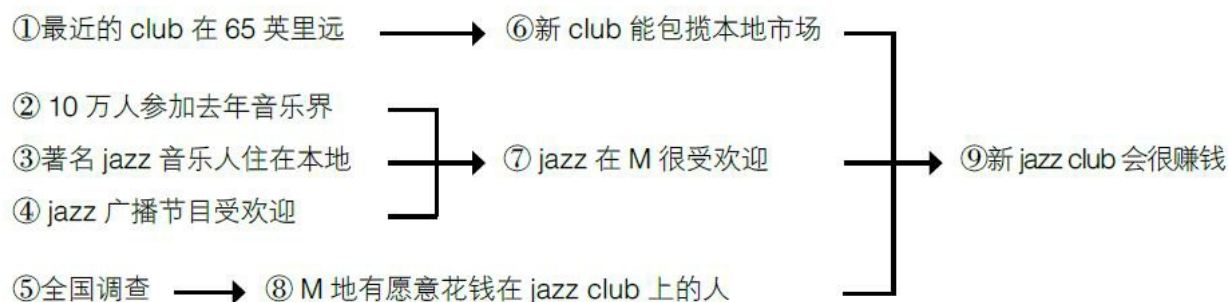 ①最近的 club 在 65 英里远
⑥新 club 能包揽本地市场
② 10 万人参加去年音乐界
③著名 jazz 音乐人住在本地
⑦ jazz 在 M 很受欢迎
⑨新 jazz club 会很赚钱
④ jazz 广播节目受欢迎
⑤全国调查
⑧ M 地有愿意花钱在 jazz club 上的人